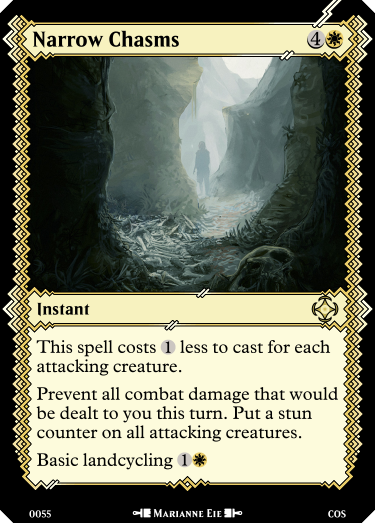 Narrow Chasms 4
Instant
This spell costs 1 less to cast for each
attacking creature.
Prevent all combat damage that would
be dealt to you this turn. Put a stun
counter on all attacking creatures.
Basic landcycling 1
0055 Marianne Eie COS